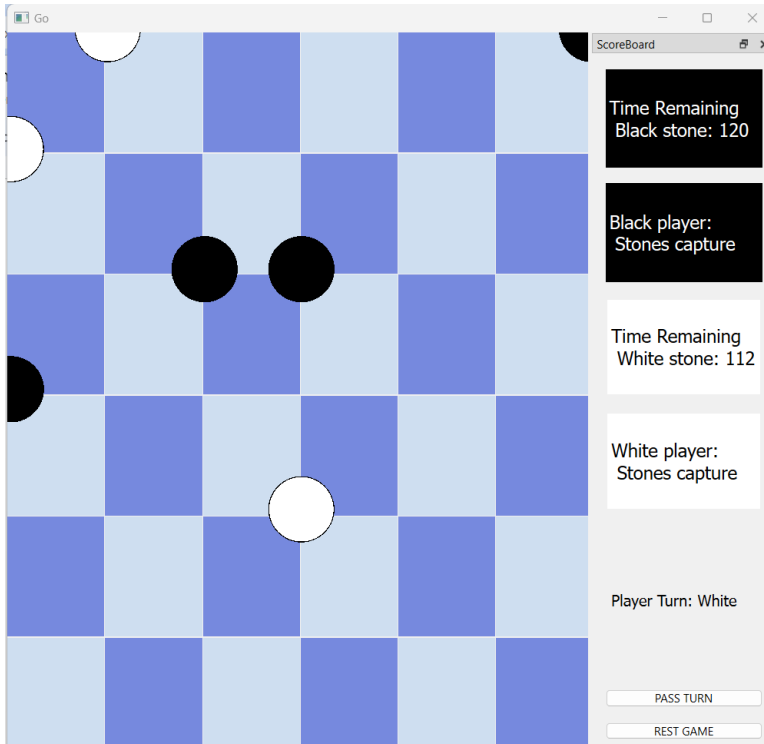 Go
ScoreBoard
Time Remaining
Black stone: 120
Black player:
Stones capture
Time Remaining
White stone: 112
White player:
Stones capture
Player Turn: White
PASS TURN
REST GAME